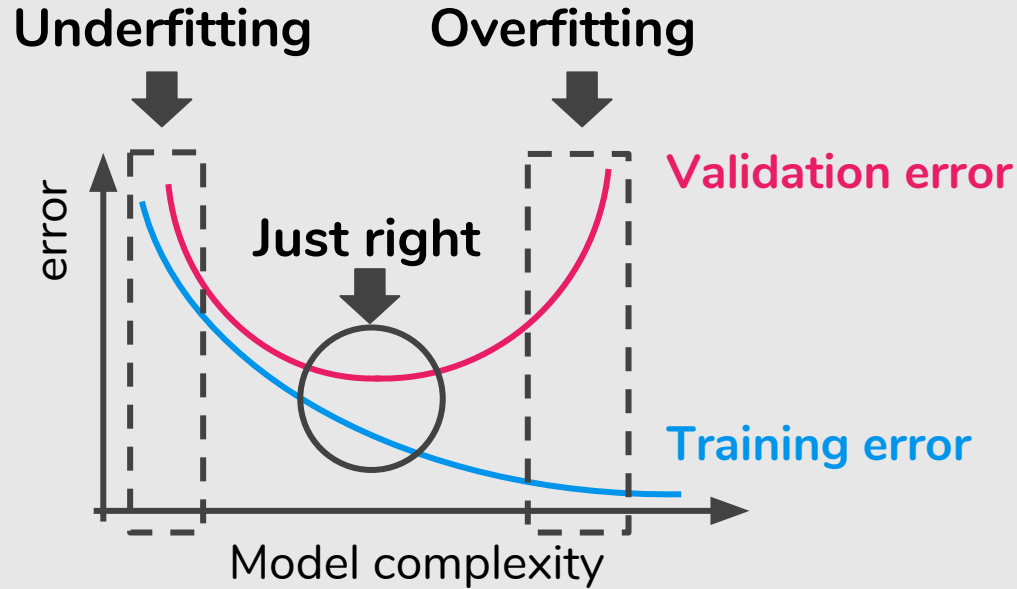 Underfitting
Overfitting
Validation error
error
Just right
Training error
Model complexity